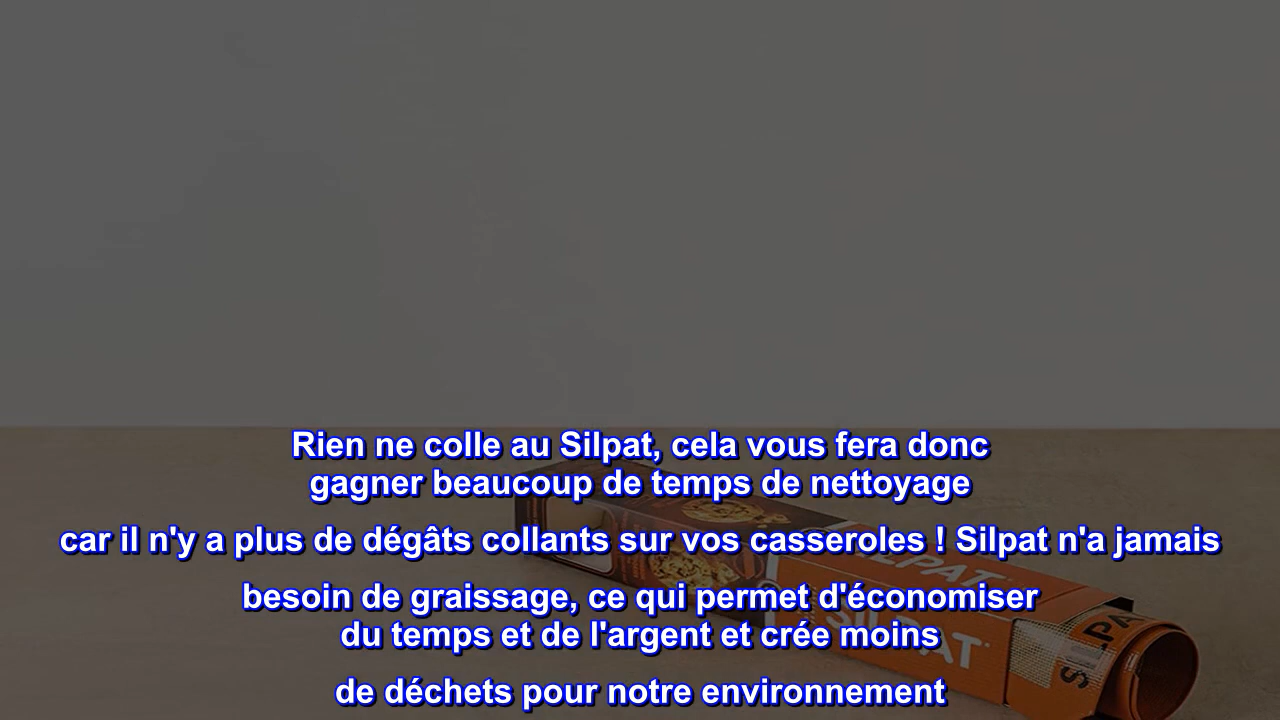 Rien ne colle au Silpat, cela vous fera donc
gagner beaucoup de temps de nettoyage
car il n'y a plus de dégâts collants sur vos casseroles ! Silpat n'a jamais
besoin de graissage, ce qui permet d'économiser
du temps et de l'argent et crée moins
de déchets pour notre environnement
SILPAT
SILPAT